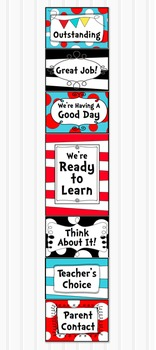 Outstanding
Great Job!
We're Having A
Good Day
We're
Ready to
Learn
Think
About It!
Teacher's
Choice
Parent
Contact